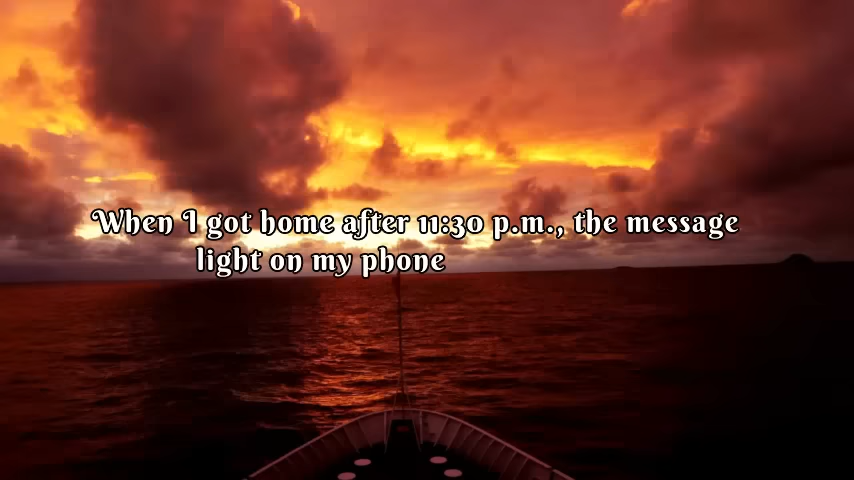 When I got home after 11:30 p.m., the message
light on my phone